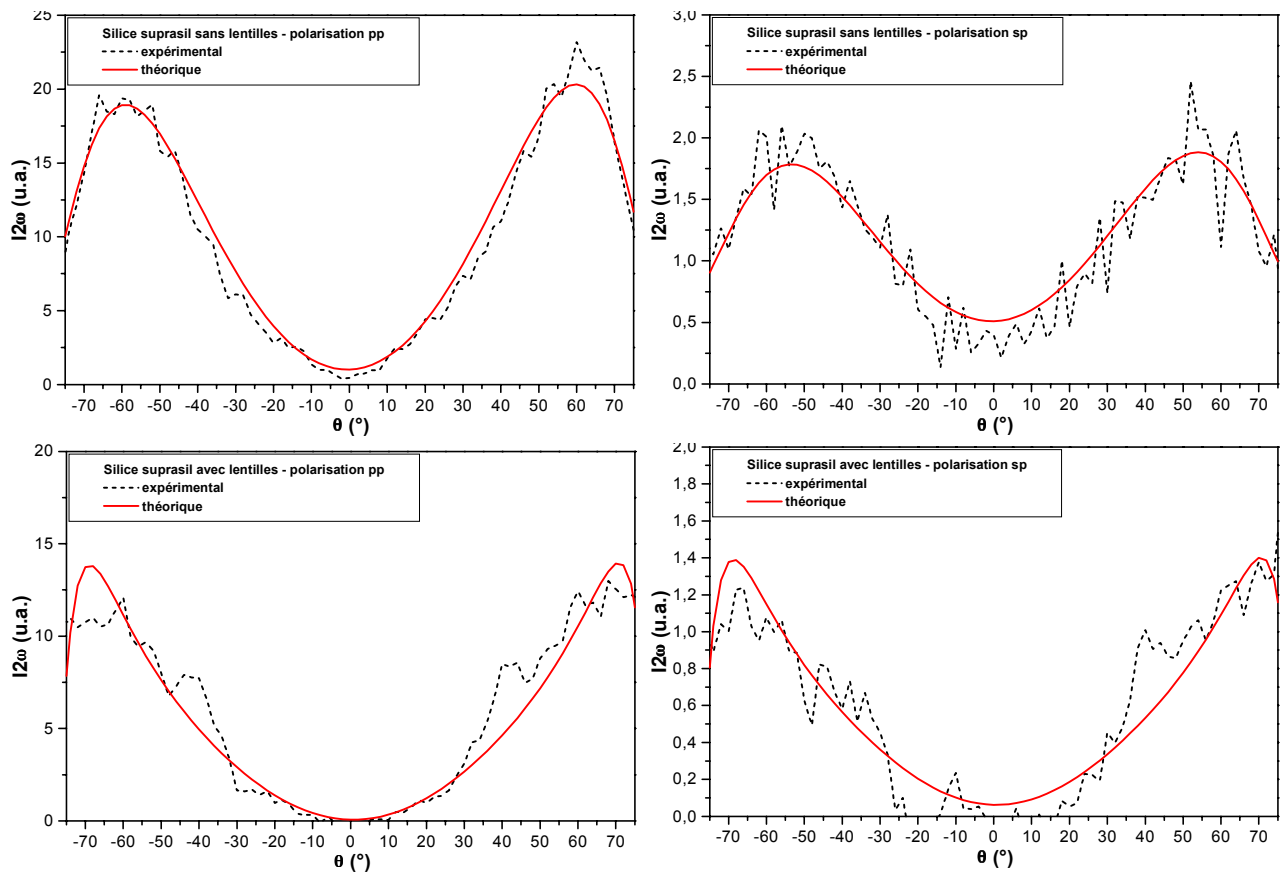 25
20
15
10
5
0
I2ω (u.a.)
Silice suprasil sans lentilles - polarisation pp
expérimental
théorique
-70 -60 -50 -40 -30 -20 -10 0 10 20 30 40 50 60 70
θ (°)
3,0
2,5
2,0
1,5
1,0
0,5
0,0
I2ω (u.a.)
Silice suprasil sans lentilles - polarisation sp
expérimental
théorique
-70 -60 -50 -40 -30 -20 -10 0 10 20 30 40 50 60 70
θ (°)
20
15
10
5
0
I2ω (u.a.)
Silice suprasil avec lentilles - polarisation pp
expérimental
théorique
-70 -60 -50 -40 -30 -20 -10 0 10 20 30 40 50 60 70
θ (°)
2,0
1,8
1,6
1,4
1,2
1,0
0,8
0,6
0,4
0,2
0,0
I2ω (u.a.)
Silice suprasil avec lentilles - polarisation sp
expérimental
théorique
-70 -60 -50 -40 -30 -20 -10 0 10 20 30 40 50 60 70
θ (°)